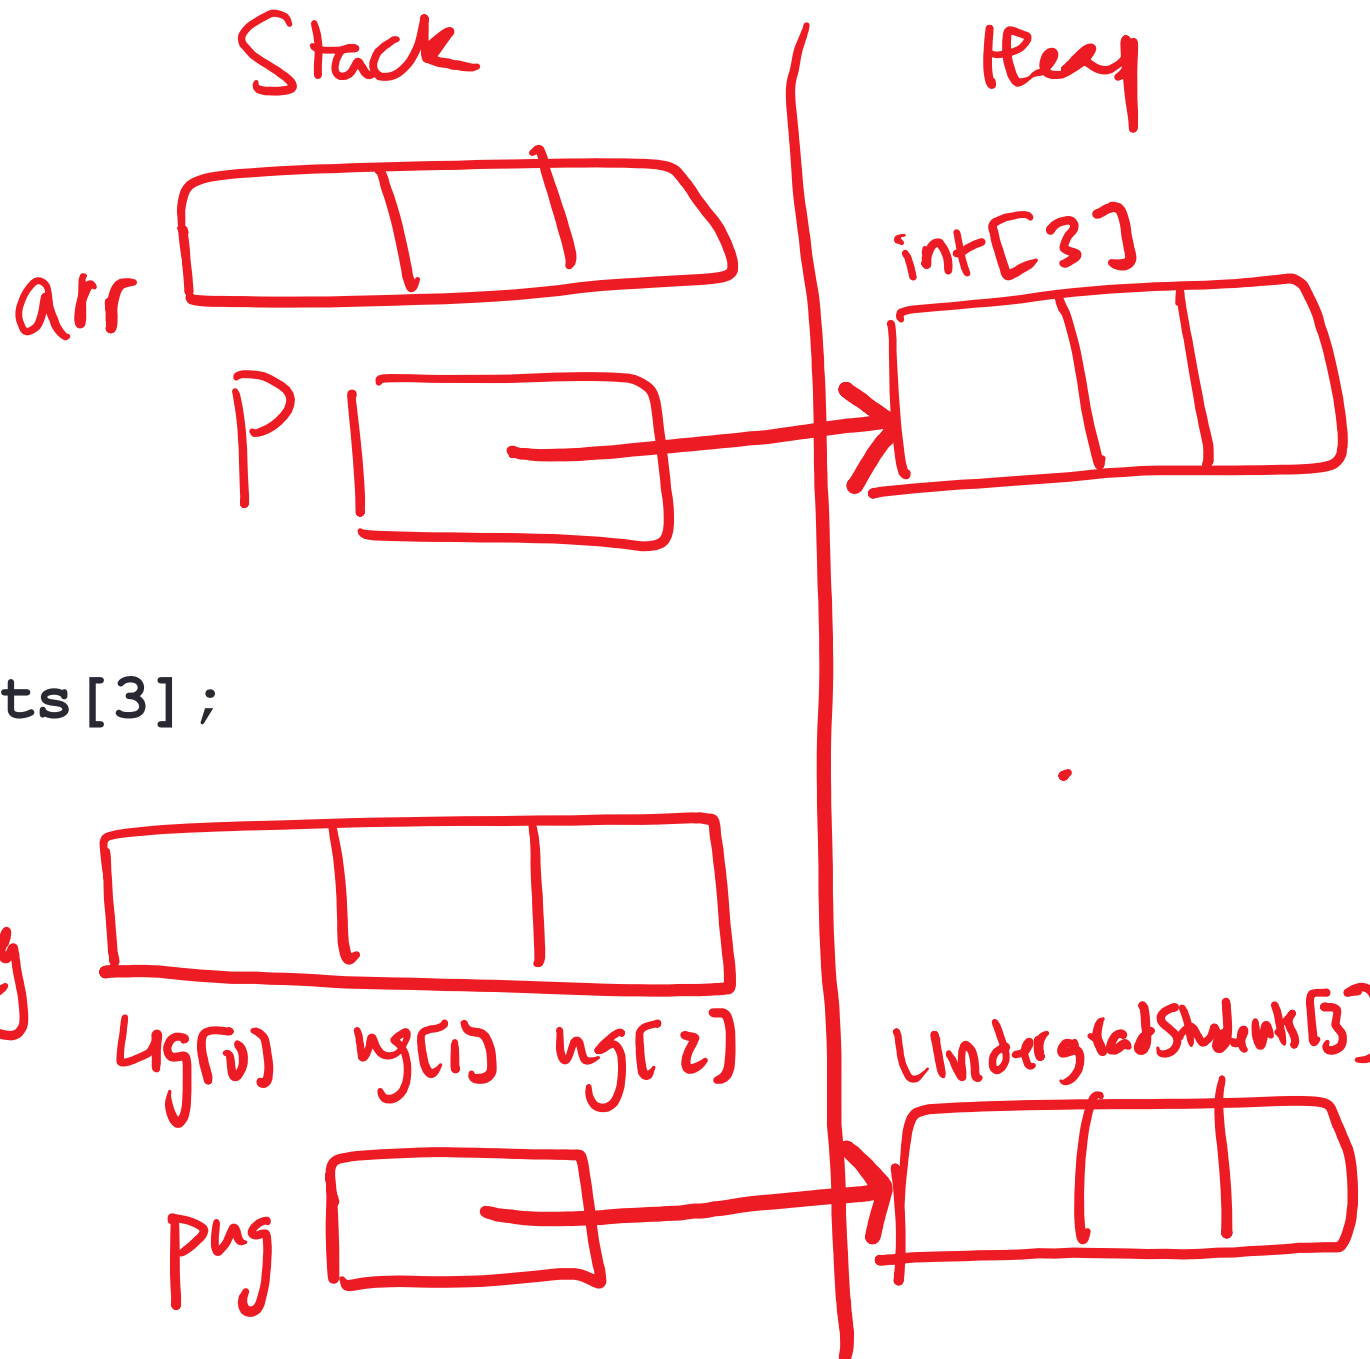 Stack Heap
int[3]
arr
P
ts[3];
ug[0] ug[1] ug[2]
UndergradStudents[3]
pug